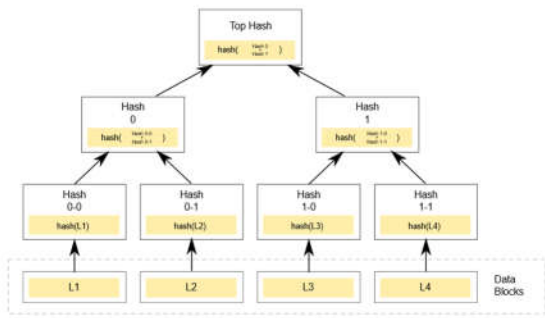 Top Hash
hash( Hash 0 + Hash 1 )
Hash
0
hash( Hash 0-0 + Hash 0-1 )
Hash
1
hash( Hash 1-0 + Hash 1-1 )
Hash
0-0
hash(L1)
Hash
0-1
hash(L2)
Hash
1-0
hash(L3)
Hash
1-1
hash(L4)
L1
L2
L3
L4
Data
Blocks